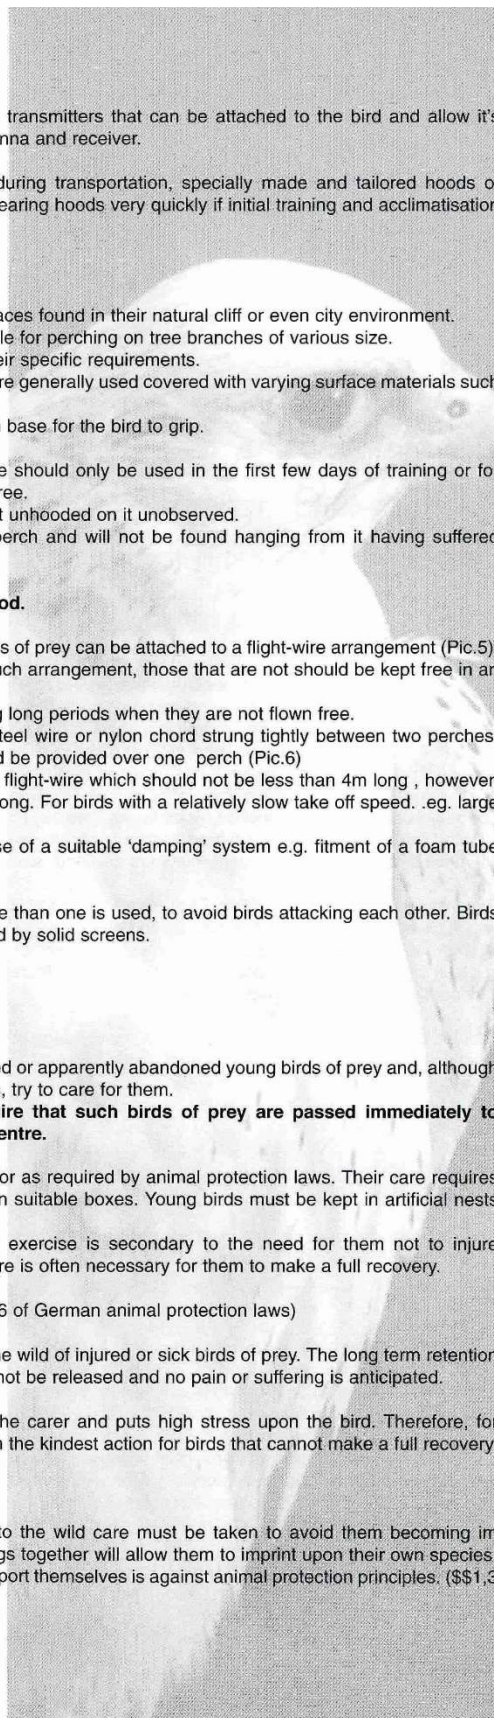 transmitters that can be attached to the bird and allow it's
nna and receiver.
during transportation, specially made and tailored hoods o
earing hoods very quickly if initial training and acclimatisation
aces found in their natural cliff or even city environment.
le for perching on tree branches of various size.
eir specific requirements.
re generally used covered with varying surface materials such
base for the bird to grip.
e should only be used in the first few days of training or fo
ree.
t unhooded on it unobserved.
perch and will not be found hanging from it having suffered
od.
s of prey can be attached to a flight-wire arrangement (Pic.5)
uch arrangement, those that are not should be kept free in an
g long periods when they are not flown free.
teel wire or nylon chord strung tightly between two perches
d be provided over one perch (Pic.6)
flight-wire which should not be less than 4m long , however
ong. For birds with a relatively slow take off speed. .eg. large
se of a suitable ‘damping’ system e.g. fitment of a foam tube
e than one is used, to avoid birds attacking each other. Birds
d by solid screens.
ed or apparently abandoned young birds of prey and, although
, try to care for them.
ire that such birds of prey are passed immediately to
entre.
or as required by animal protection laws. Their care requires
n suitable boxes. Young birds must be kept in artificial nests
exercise is secondary to the need for them not to injure
re is often necessary for them to make a full recovery.
6 of German animal protection laws)
he wild of injured or sick birds of prey. The long term retention
not be released and no pain or suffering is anticipated.
he carer and puts high stress upon the bird. Therefore, for
n the kindest action for birds that cannot make a full recovery
to the wild care must be taken to avoid them becoming im
gs together will allow them to imprint upon their own species
port themselves is against animal protection principles. ($$1,3